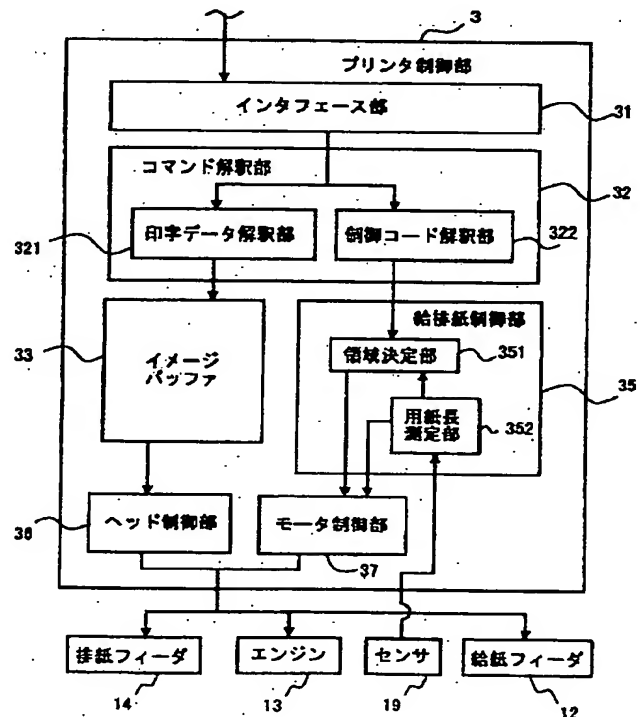 3
プリンタ制御部
インタフェース部
31
コマンド解釈部
32
印字データ解釈部
制御コード解釈部
321
322
給排紙制御部
領域決定部
351
33
イメージ
バッファ
35
用紙長
測定部
352
ヘッド制御部
モータ制御部
36
37
排紙フィーダ
エンジン
センサ
給紙フィーダ
14
13
19
12